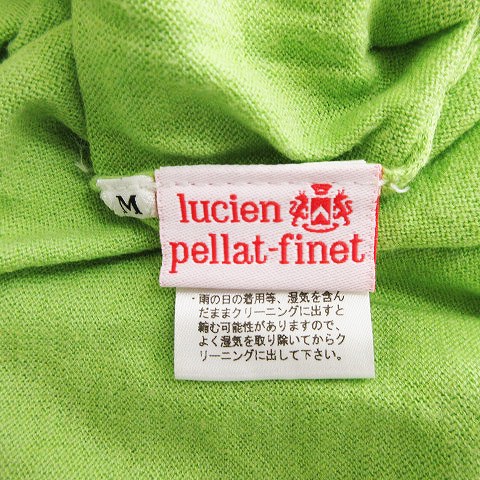 M
lucien
pellat-finet
・雨の日の着用等、湿気を含ん
だままクリーニングに出すと
縮む可能性がありますので、
よく湿気を取り除いてからク
リーニングに出して下さい。